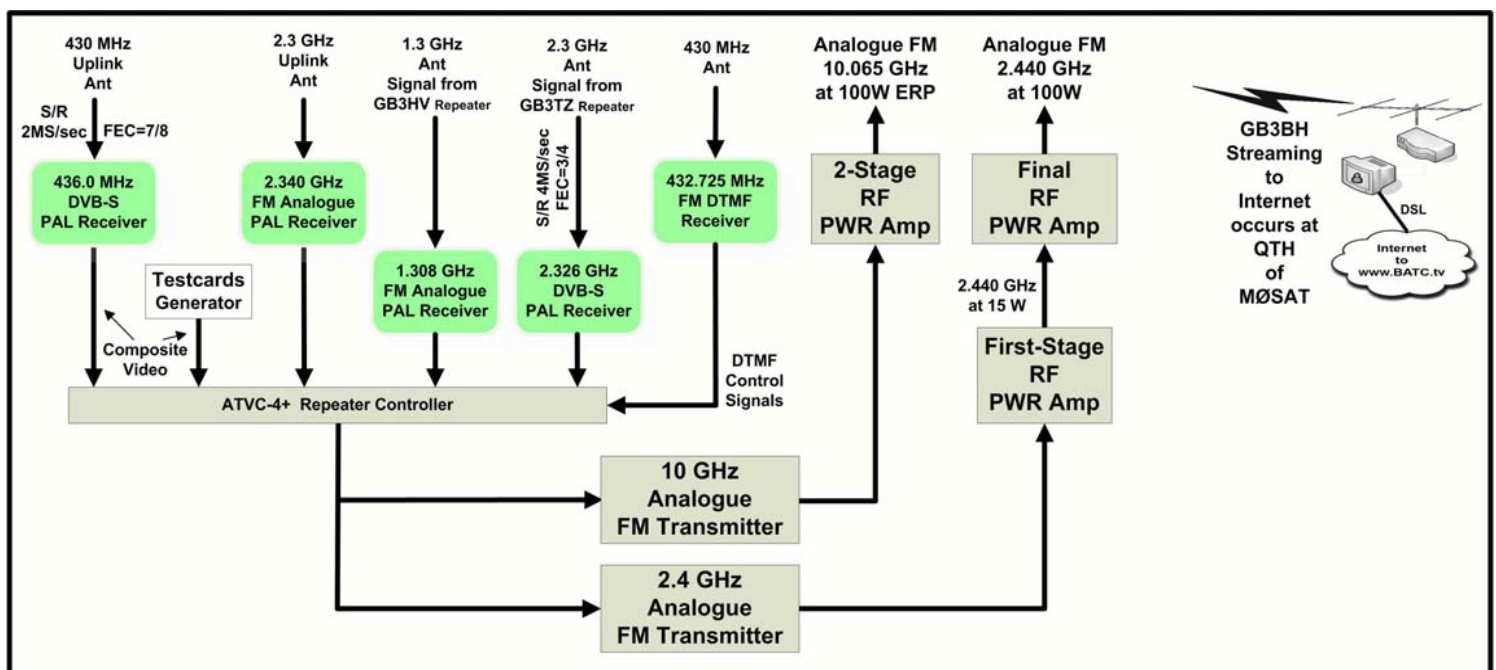 430 MHz
Uplink
Ant
S/R
2MS/sec
FEC=7/8
2.3 GHz
Uplink
Ant
1.3 GHz
Ant
Signal from
GB3HV Repeater
2.3 GHz
Ant
Signal from
GB3TZ Repeater
S/R 4MS/sec
FEC=3/4
430 MHz
Ant
Analogue FM
10.065 GHz
at 100W ERP
Analogue FM
2.440 GHz
at 100W
436.0 MHz
DVB-S
PAL Receiver
2.340 GHz
FM Analogue
PAL Receiver
432.725 MHz
FM DTMF
Receiver
2-Stage
RF
PWR Amp
Final
RF
PWR Amp
GB3BH
Streaming
to
Internet
occurs at
QTH
of
MØSAT
DSL
Internet
to
www.BATC.tv
Testcards
Generator
1.308 GHz
FM Analogue
PAL Receiver
2.326 GHz
DVB-S
PAL Receiver
2.440 GHz
at 15 W
Composite
Video
DTMF
Control
Signals
First-Stage
RF
PWR Amp
ATVC-4+ Repeater Controller
10 GHz
Analogue
FM Transmitter
2.4 GHz
Analogue
FM Transmitter